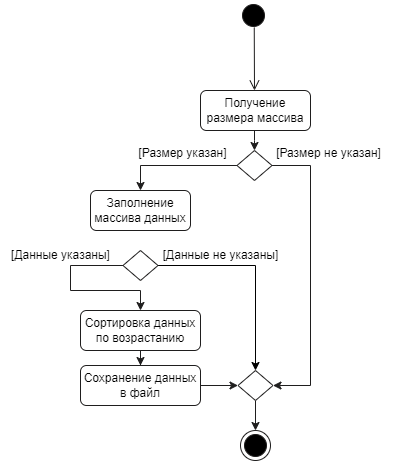 Получение
размера массива
[Размер указан]
[Размер не указан]
Заполнение
массива данных
[Данные указаны]
[Данные не указаны]
Сортировка данных
по возрастанию
Сохранение данных
в файл